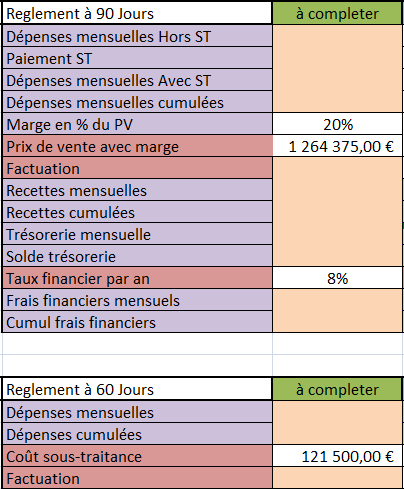 Reglement à 90 Jours à completer
Dépenses mensuelles Hors ST
Paiement ST
Dépenses mensuelles Avec ST
Dépenses mensuelles cumulées
Marge en % du PV 20%
Prix de vente avec marge 1 264 375,00 €
Factuation
Recettes mensuelles
Recettes cumulées
Trésorerie mensuelle
Solde trésorerie
Taux financier par an 8%
Frais financiers mensuels
Cumul frais financiers
Reglement à 60 Jours à completer
Dépenses mensuelles
Dépenses cumulées
Coût sous-traitance 121 500,00 €
Factuation